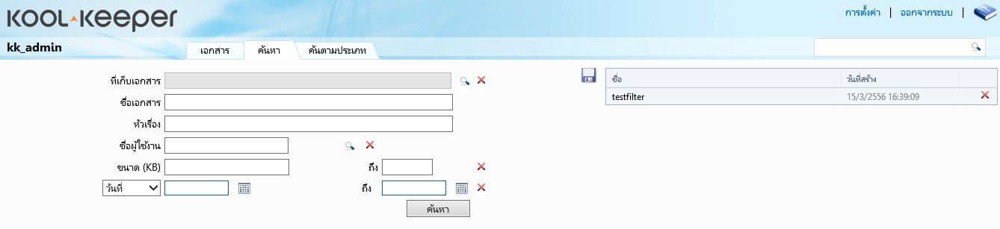 KOOL-KEEPER
การตั้งค่า | ออกจากระบบ |
kk_admin
เอกสาร ค้นหา ค้นตามประเภท
ที่เก็บเอกสาร
ชื่อเอกสาร
หัวเรื่อง
ชื่อผู้ใช้งาน
ขนาด (KB) ถึง
วันที่ ถึง
ค้นหา
ชื่อ วันที่สร้าง
testfilter 15/3/2556 16:39:09